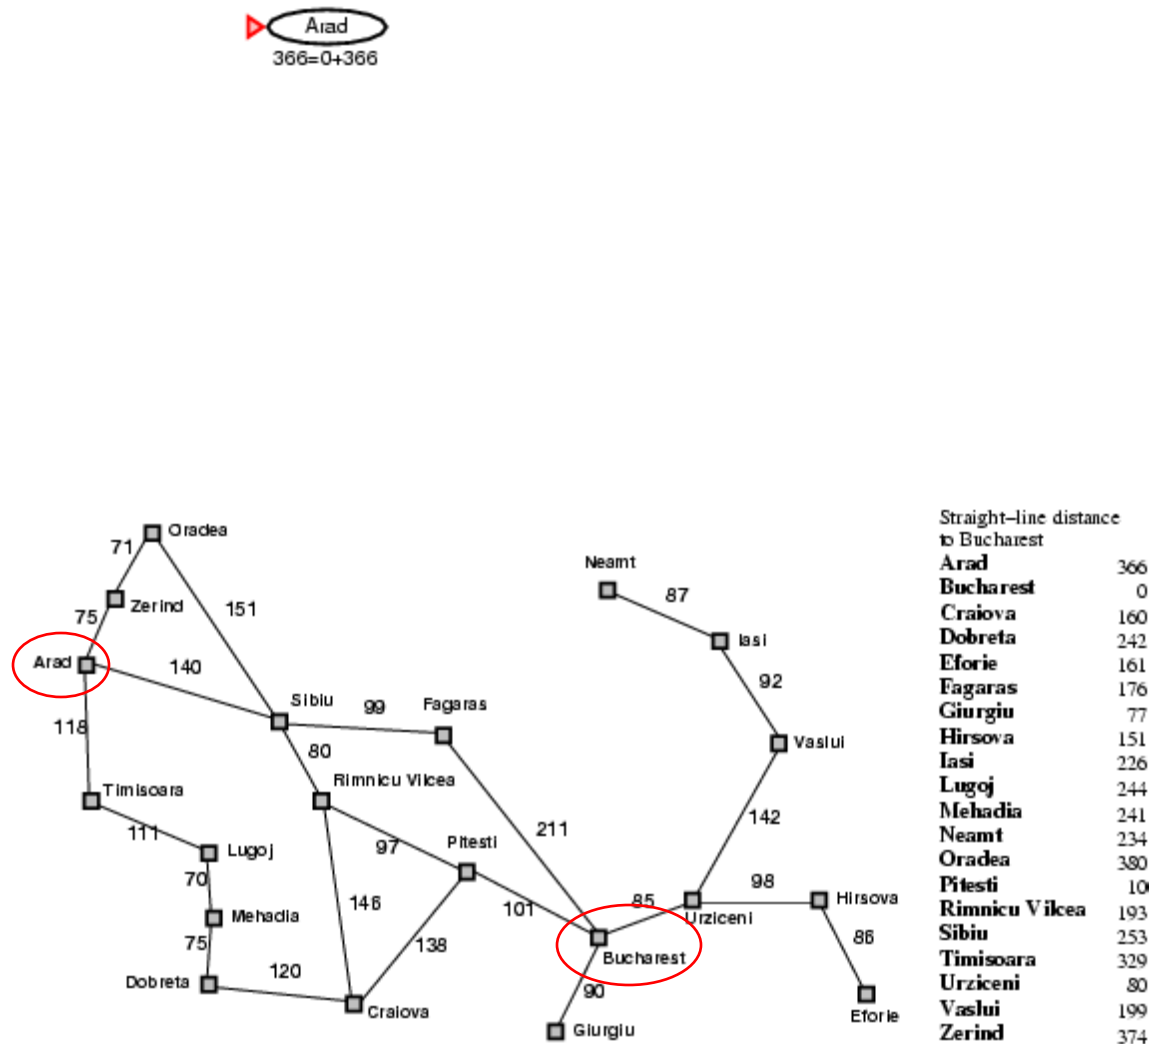 Arad
366=0+366
Oradea
71
Neamt
87
Zerind
151
75
Iasi
Arad
140
92
Sibiu
99
Fagaras
118
80
Vaslui
Rimnicu Vilcea
Timisoara
111
211
142
Lugoj
97
Pitesti
70
98
Hirsova
146
101
85
Urziceni
Mehadia
86
75
138
Bucharest
Dobreta
120
90
Craiova
Eforie
Giurgiu
Straight–line distance
to Bucharest
Arad 366
Bucharest 0
Craiova 160
Dobreta 242
Eforie 161
Fagaras 176
Giurgiu 77
Hirsova 151
Iasi 226
Lugoj 244
Mehadia 241
Neamt 234
Oradea 380
Pitesti
Rimnicu Vilcea 193
Sibiu 253
Timisoara 329
Urziceni 80
Vaslui 199
Zerind 374